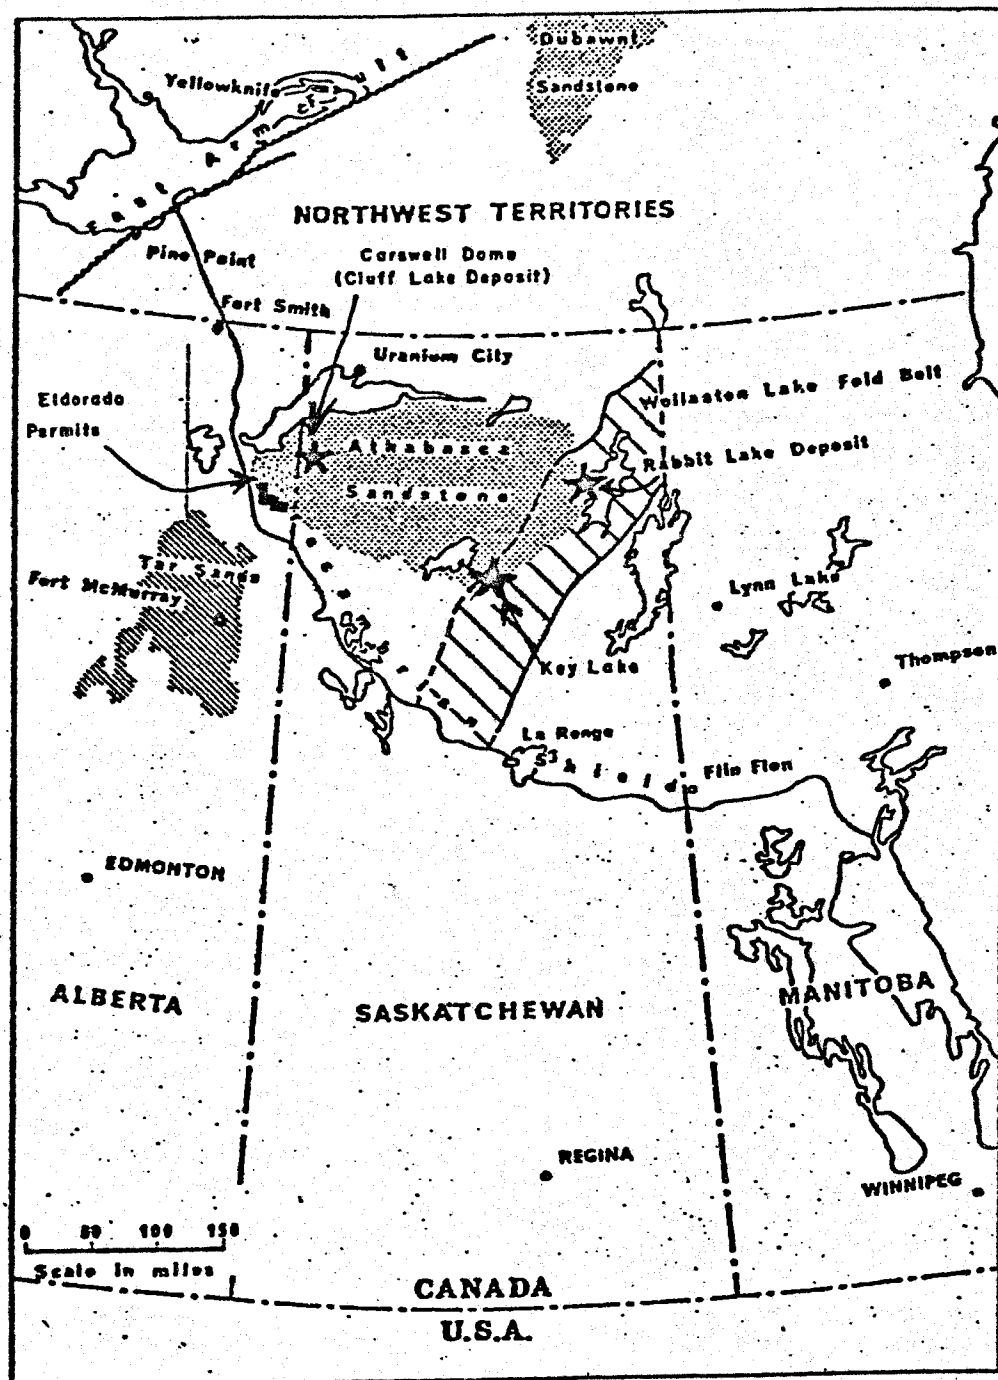 Dubawnt
Sandstone
Yellowknife
East Arm Fault
NORTHWEST TERRITORIES
Pine Point
Carswell Dome
(Cluff Lake Deposit)
Fort Smith
Uranium City
Eldorado
Permits
Wollaston Lake Fold Belt
Athabasca
Sandstone
Rabbit Lake Deposit
Tar Sands
Fort McMurray
Lynn Lake
Key Lake
Thompson
La Ronge
Precambrian Shield
Flin Flon
EDMONTON
ALBERTA
SASKATCHEWAN
MANITOBA
REGINA
WINNIPEG
0 50 100 150
Scale in miles
CANADA
U.S.A.